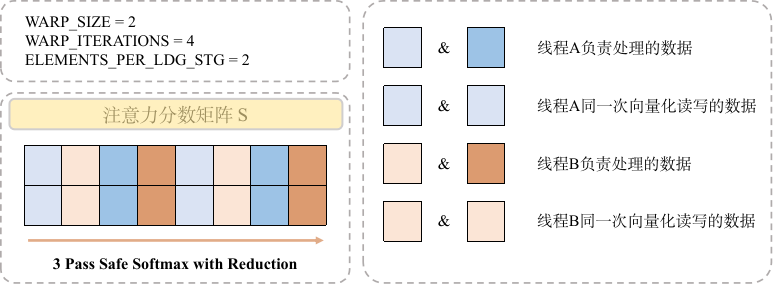 WARP_SIZE = 2
WARP_ITERATIONS = 4
ELEMENTS_PER_LDG_STG = 2
注意力分数矩阵 S
3 Pass Safe Softmax with Reduction
& 线程A负责处理的数据
& 线程A同一次向量化读写的数据
& 线程B负责处理的数据
& 线程B同一次向量化读写的数据